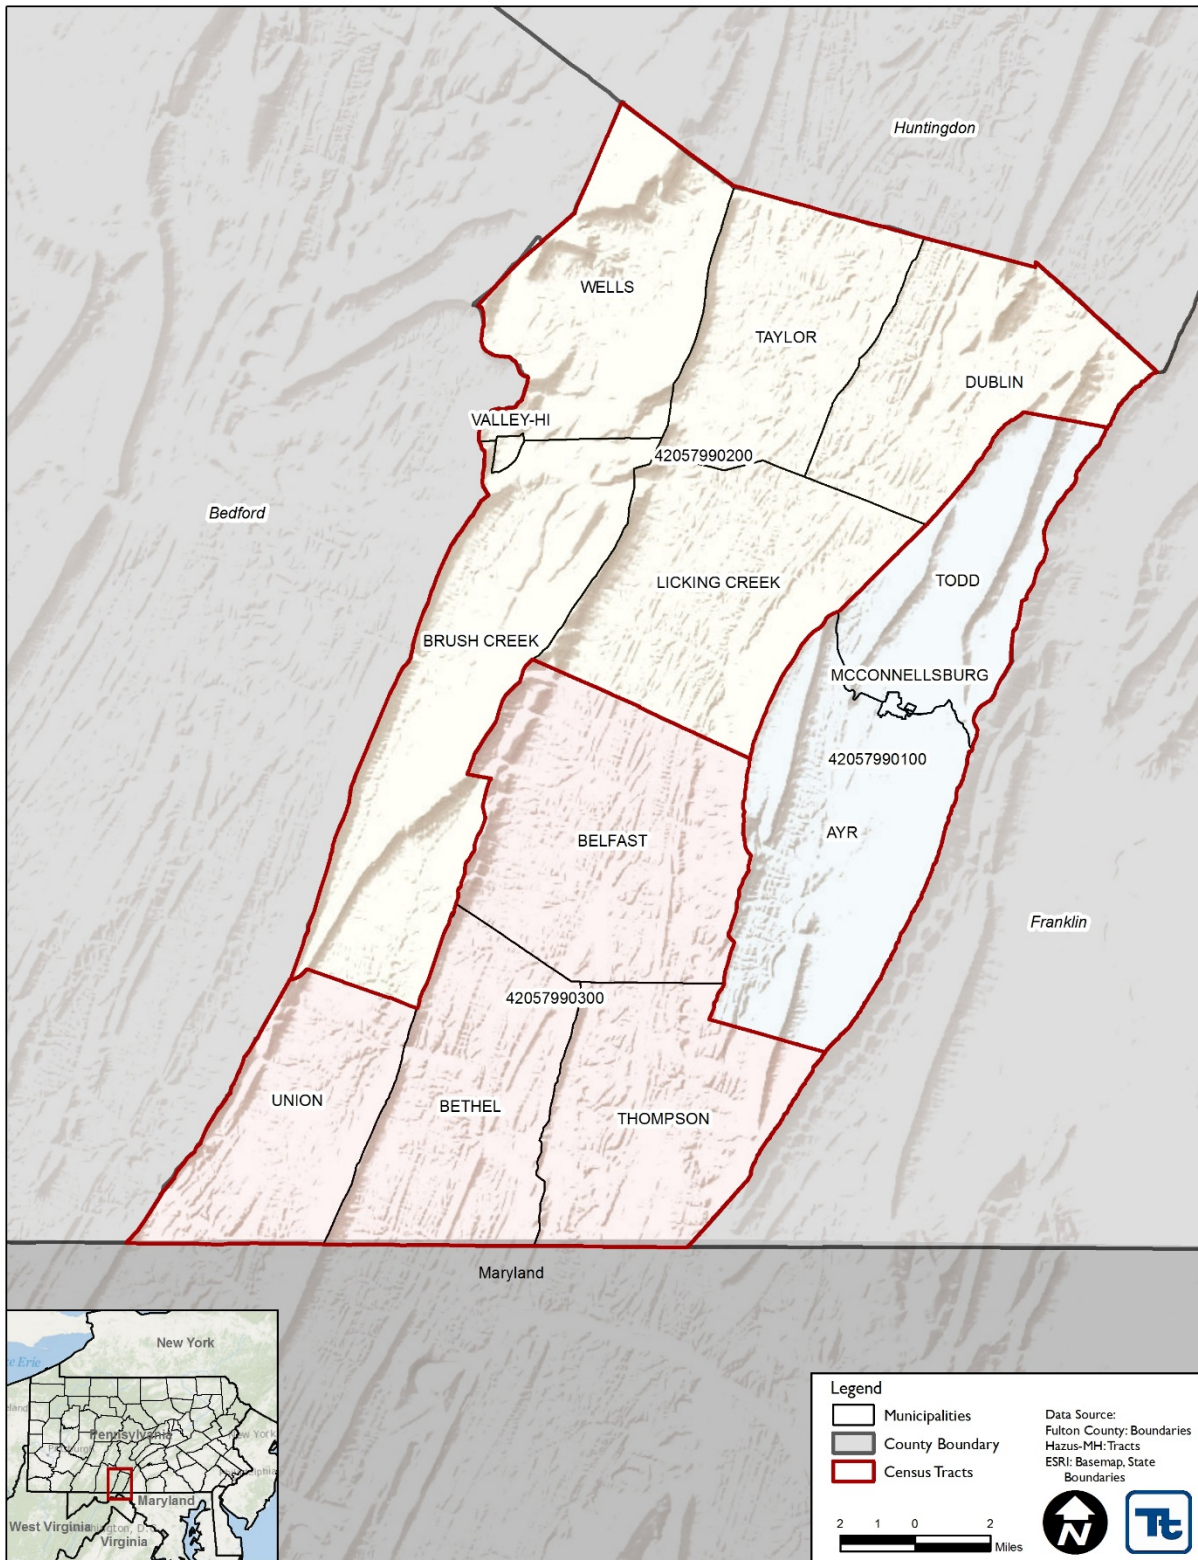 Huntingdon
WELLS
TAYLOR
DUBLIN
VALLEY-HI
42057990200
Bedford
TODD
LICKING CREEK
BRUSH CREEK
MCCONNELLSBURG
42057990100
AYR
BELFAST
Franklin
42057990300
UNION
BETHEL
THOMPSON
Maryland
New York
Pennsylvania
Maryland
West Virginia
Virginia
Legend
Municipalities
County Boundary
Census Tracts
Data Source:
Fulton County: Boundaries
Hazus-MH: Tracts
ESRI: Basemap, State
Boundaries
2 1 0 2
Miles
N
Tt